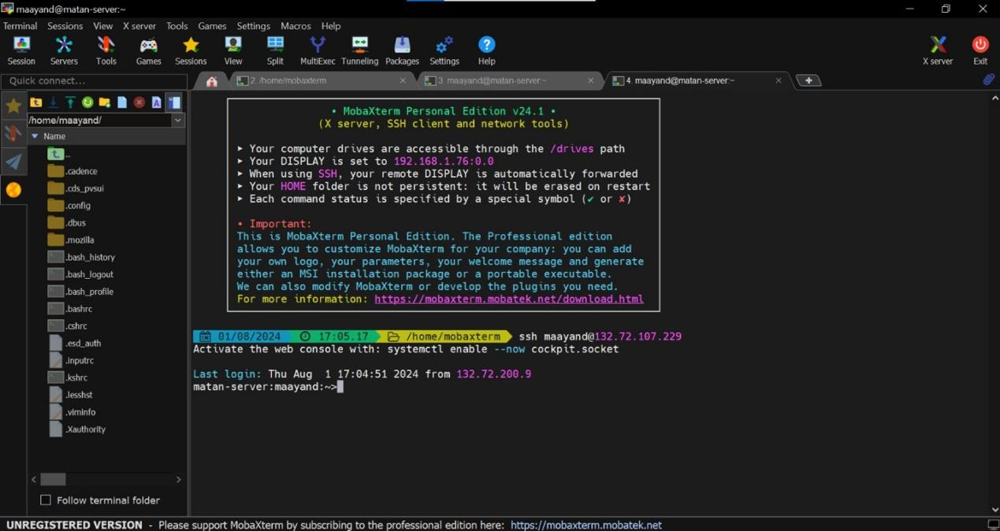 maayand@matan-server:~
Terminal Sessions View X server Tools Games Settings Macros Help
Session Servers Tools Games Sessions View Split MultiExec Tunneling Packages Settings Help X server Exit
Quick connect...
2. /home/mobaxterm
3. maayand@matan-server:~
4. maayand@matan-server:~
/home/maayand/
Name
..
.cadence
.cds_pvsui
.config
.dbus
.mozilla
.bash_history
.bash_logout
.bash_profile
.bashrc
.cshrc
.esd_auth
.inputrc
.kshrc
.lesshst
.viminfo
.Xauthority
Follow terminal folder
• MobaXterm Personal Edition v24.1 •
(X server, SSH client and network tools)
► Your computer drives are accessible through the /drives path
► Your DISPLAY is set to 192.168.1.76:0.0
► When using SSH, your remote DISPLAY is automatically forwarded
► Your HOME folder is not persistent: it will be erased on restart
► Each command status is specified by a special symbol (✔ or ✘)
• Important:
This is MobaXterm Personal Edition. The Professional edition
allows you to customize MobaXterm for your company: you can add
your own logo, your parameters, your welcome message and generate
either an MSI installation package or a portable executable.
We can also modify MobaXterm or develop the plugins you need.
For more information: https://mobaxterm.mobatek.net/download.html
01/08/2024 17:05.17 /home/mobaxterm ssh maayand@132.72.107.229
Activate the web console with: systemctl enable --now cockpit.socket
Last login: Thu Aug  1 17:04:51 2024 from 132.72.200.9
matan-server:maayand:~>
UNREGISTERED VERSION - Please support MobaXterm by subscribing to the professional edition here: https://mobaxterm.mobatek.net